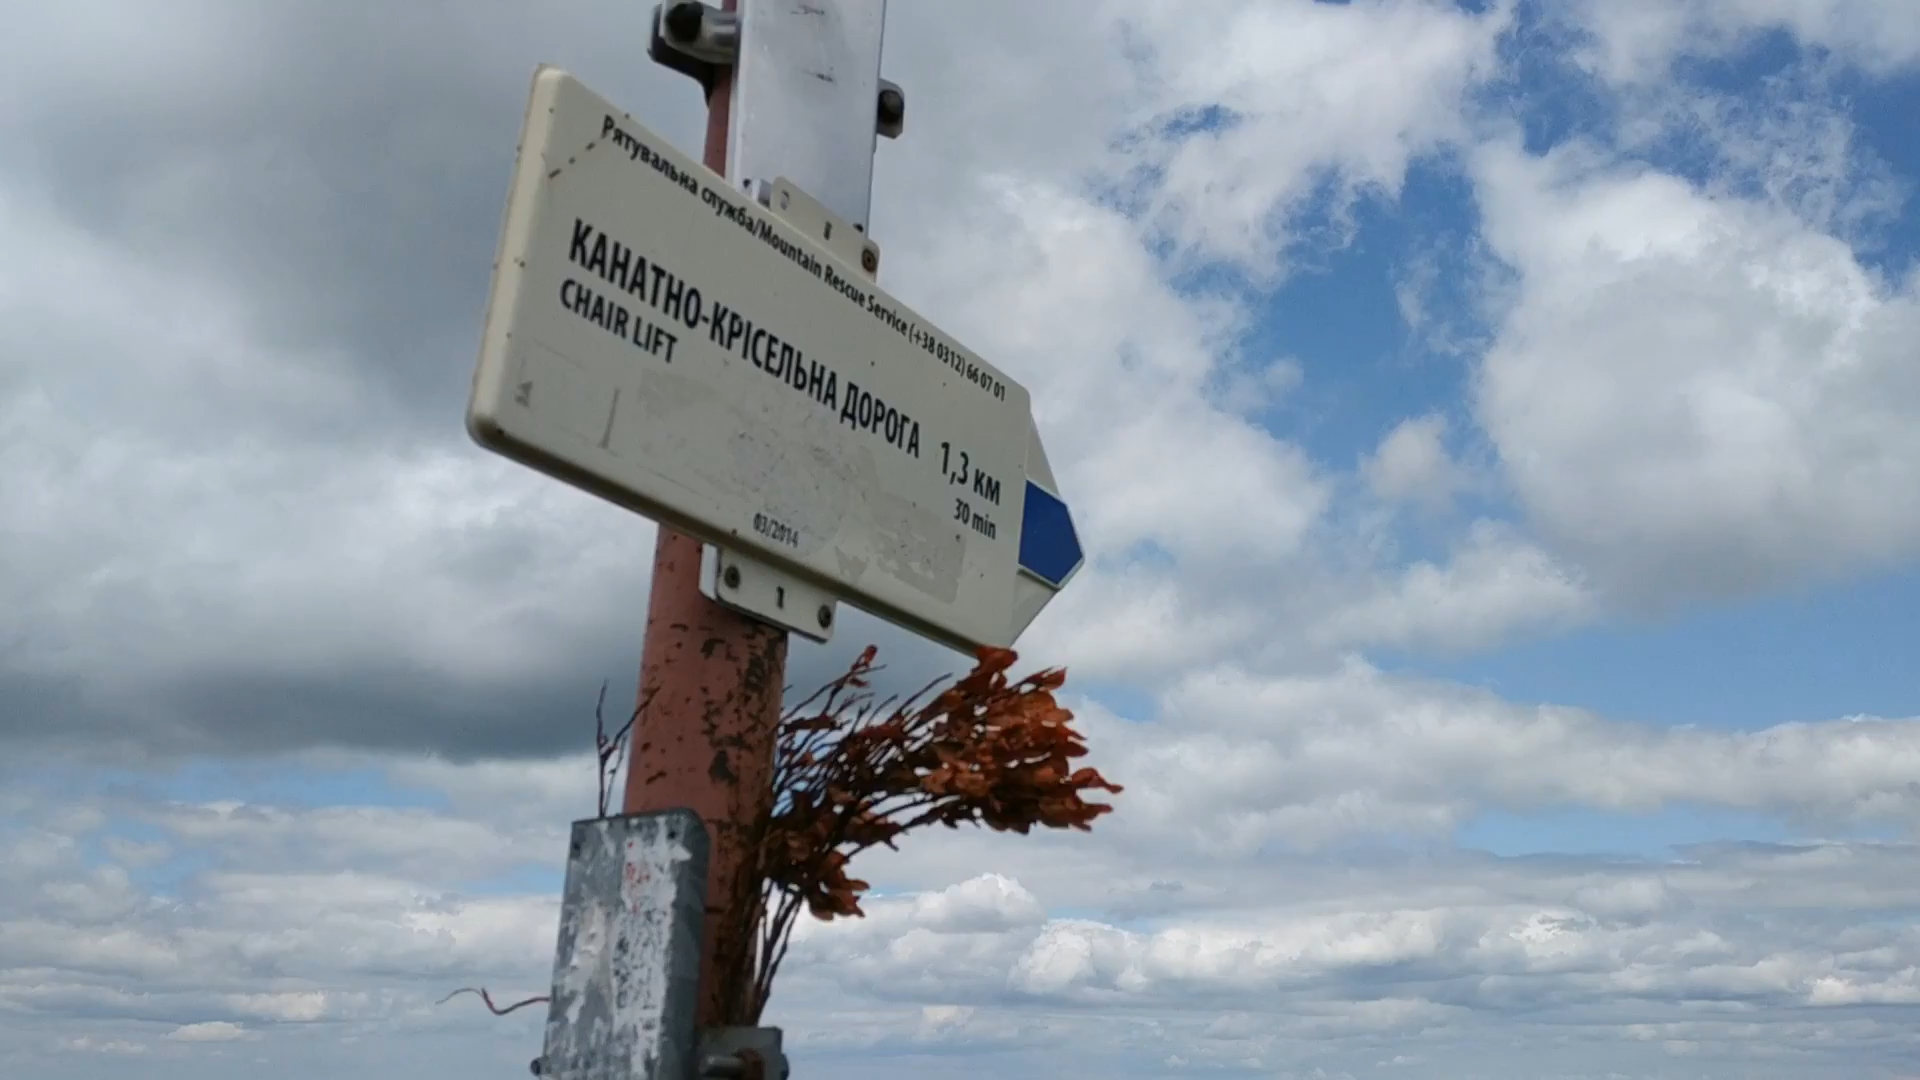 Рятувальна служба/Mountain Rescue Service (+38 0312) 66 07 01
КАНАТНО-КРІСЕЛЬНА ДОРОГА 1,3 км
CHAIR LIFT
30 min
03/2014